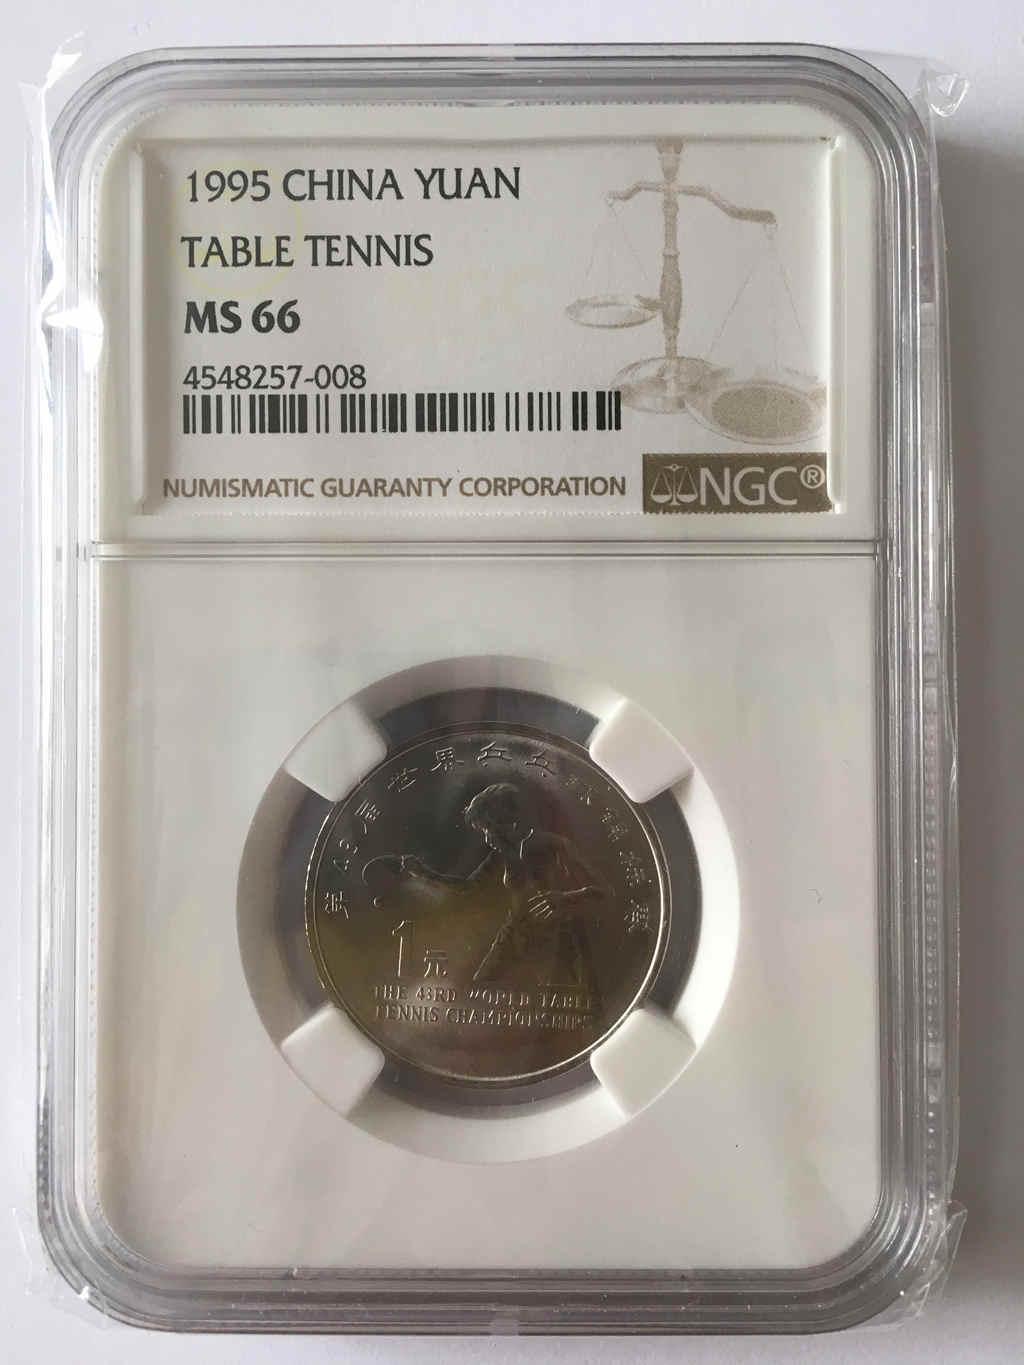 1995 CHINA YUAN
TABLE TENNIS
MS 66
4548257-008
NUMISMATIC GUARANTY CORPORATION
NGC®
第43届世界乒乓球锦标赛
1元
THE 43RD WORLD TABLE
TENNIS CHAMPIONSHIPS